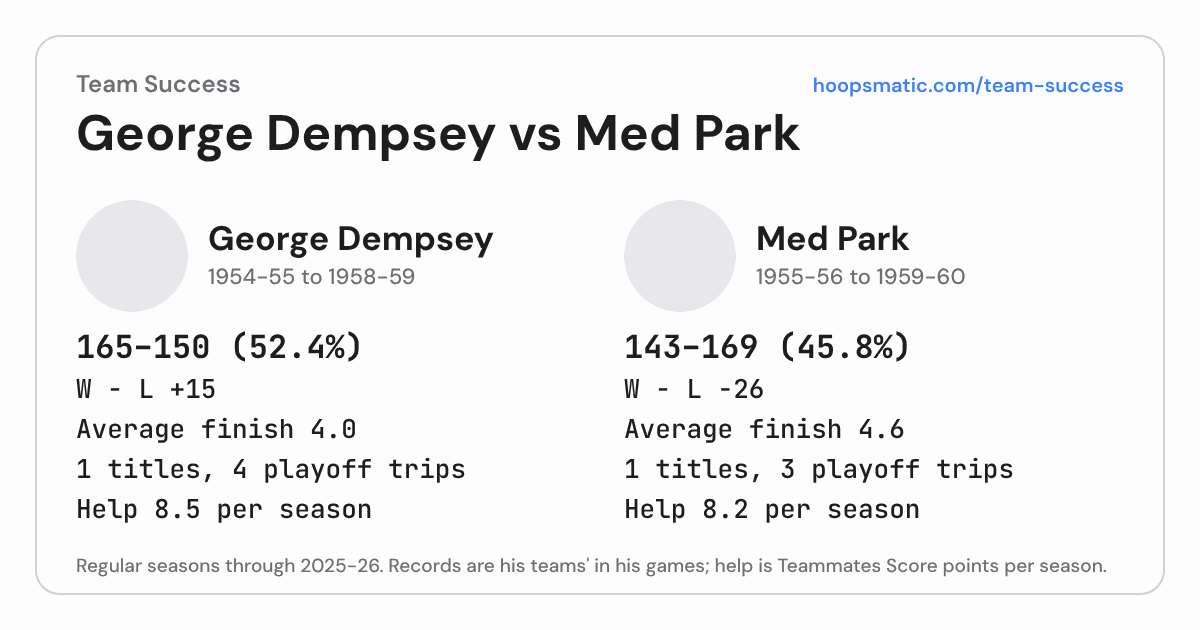 Team Success
hoopsmatic.com/team-success
George Dempsey vs Med Park
George Dempsey
1954-55 to 1958-59
165-150 (52.4%)
W - L +15
Average finish 4.0
1 titles, 4 playoff trips
Help 8.5 per season
Med Park
1955-56 to 1959-60
143-169 (45.8%)
W - L -26
Average finish 4.6
1 titles, 3 playoff trips
Help 8.2 per season
Regular seasons through 2025-26. Records are his teams' in his games; help is Teammates Score points per season.